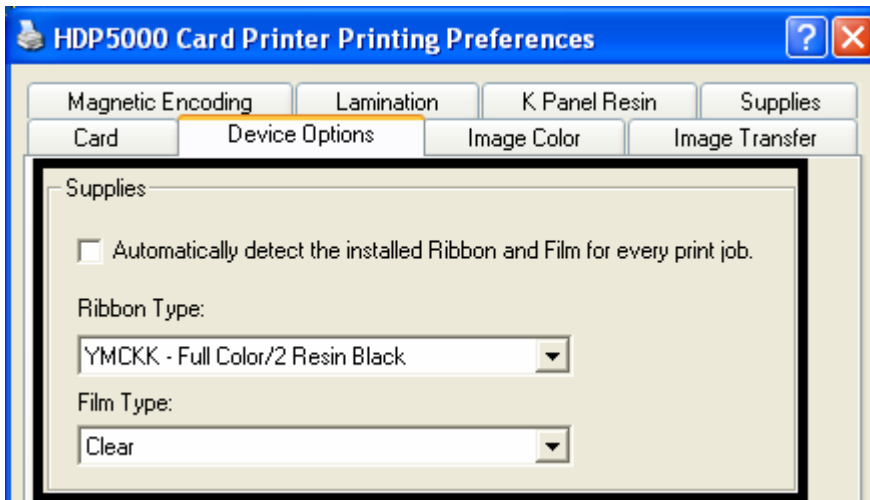 HDP5000 Card Printer Printing Preferences
Magnetic Encoding Lamination K Panel Resin Supplies
Card Device Options Image Color Image Transfer
Supplies
Automatically detect the installed Ribbon and Film for every print job.
Ribbon Type:
YMCKK - Full Color/2 Resin Black
Film Type:
Clear